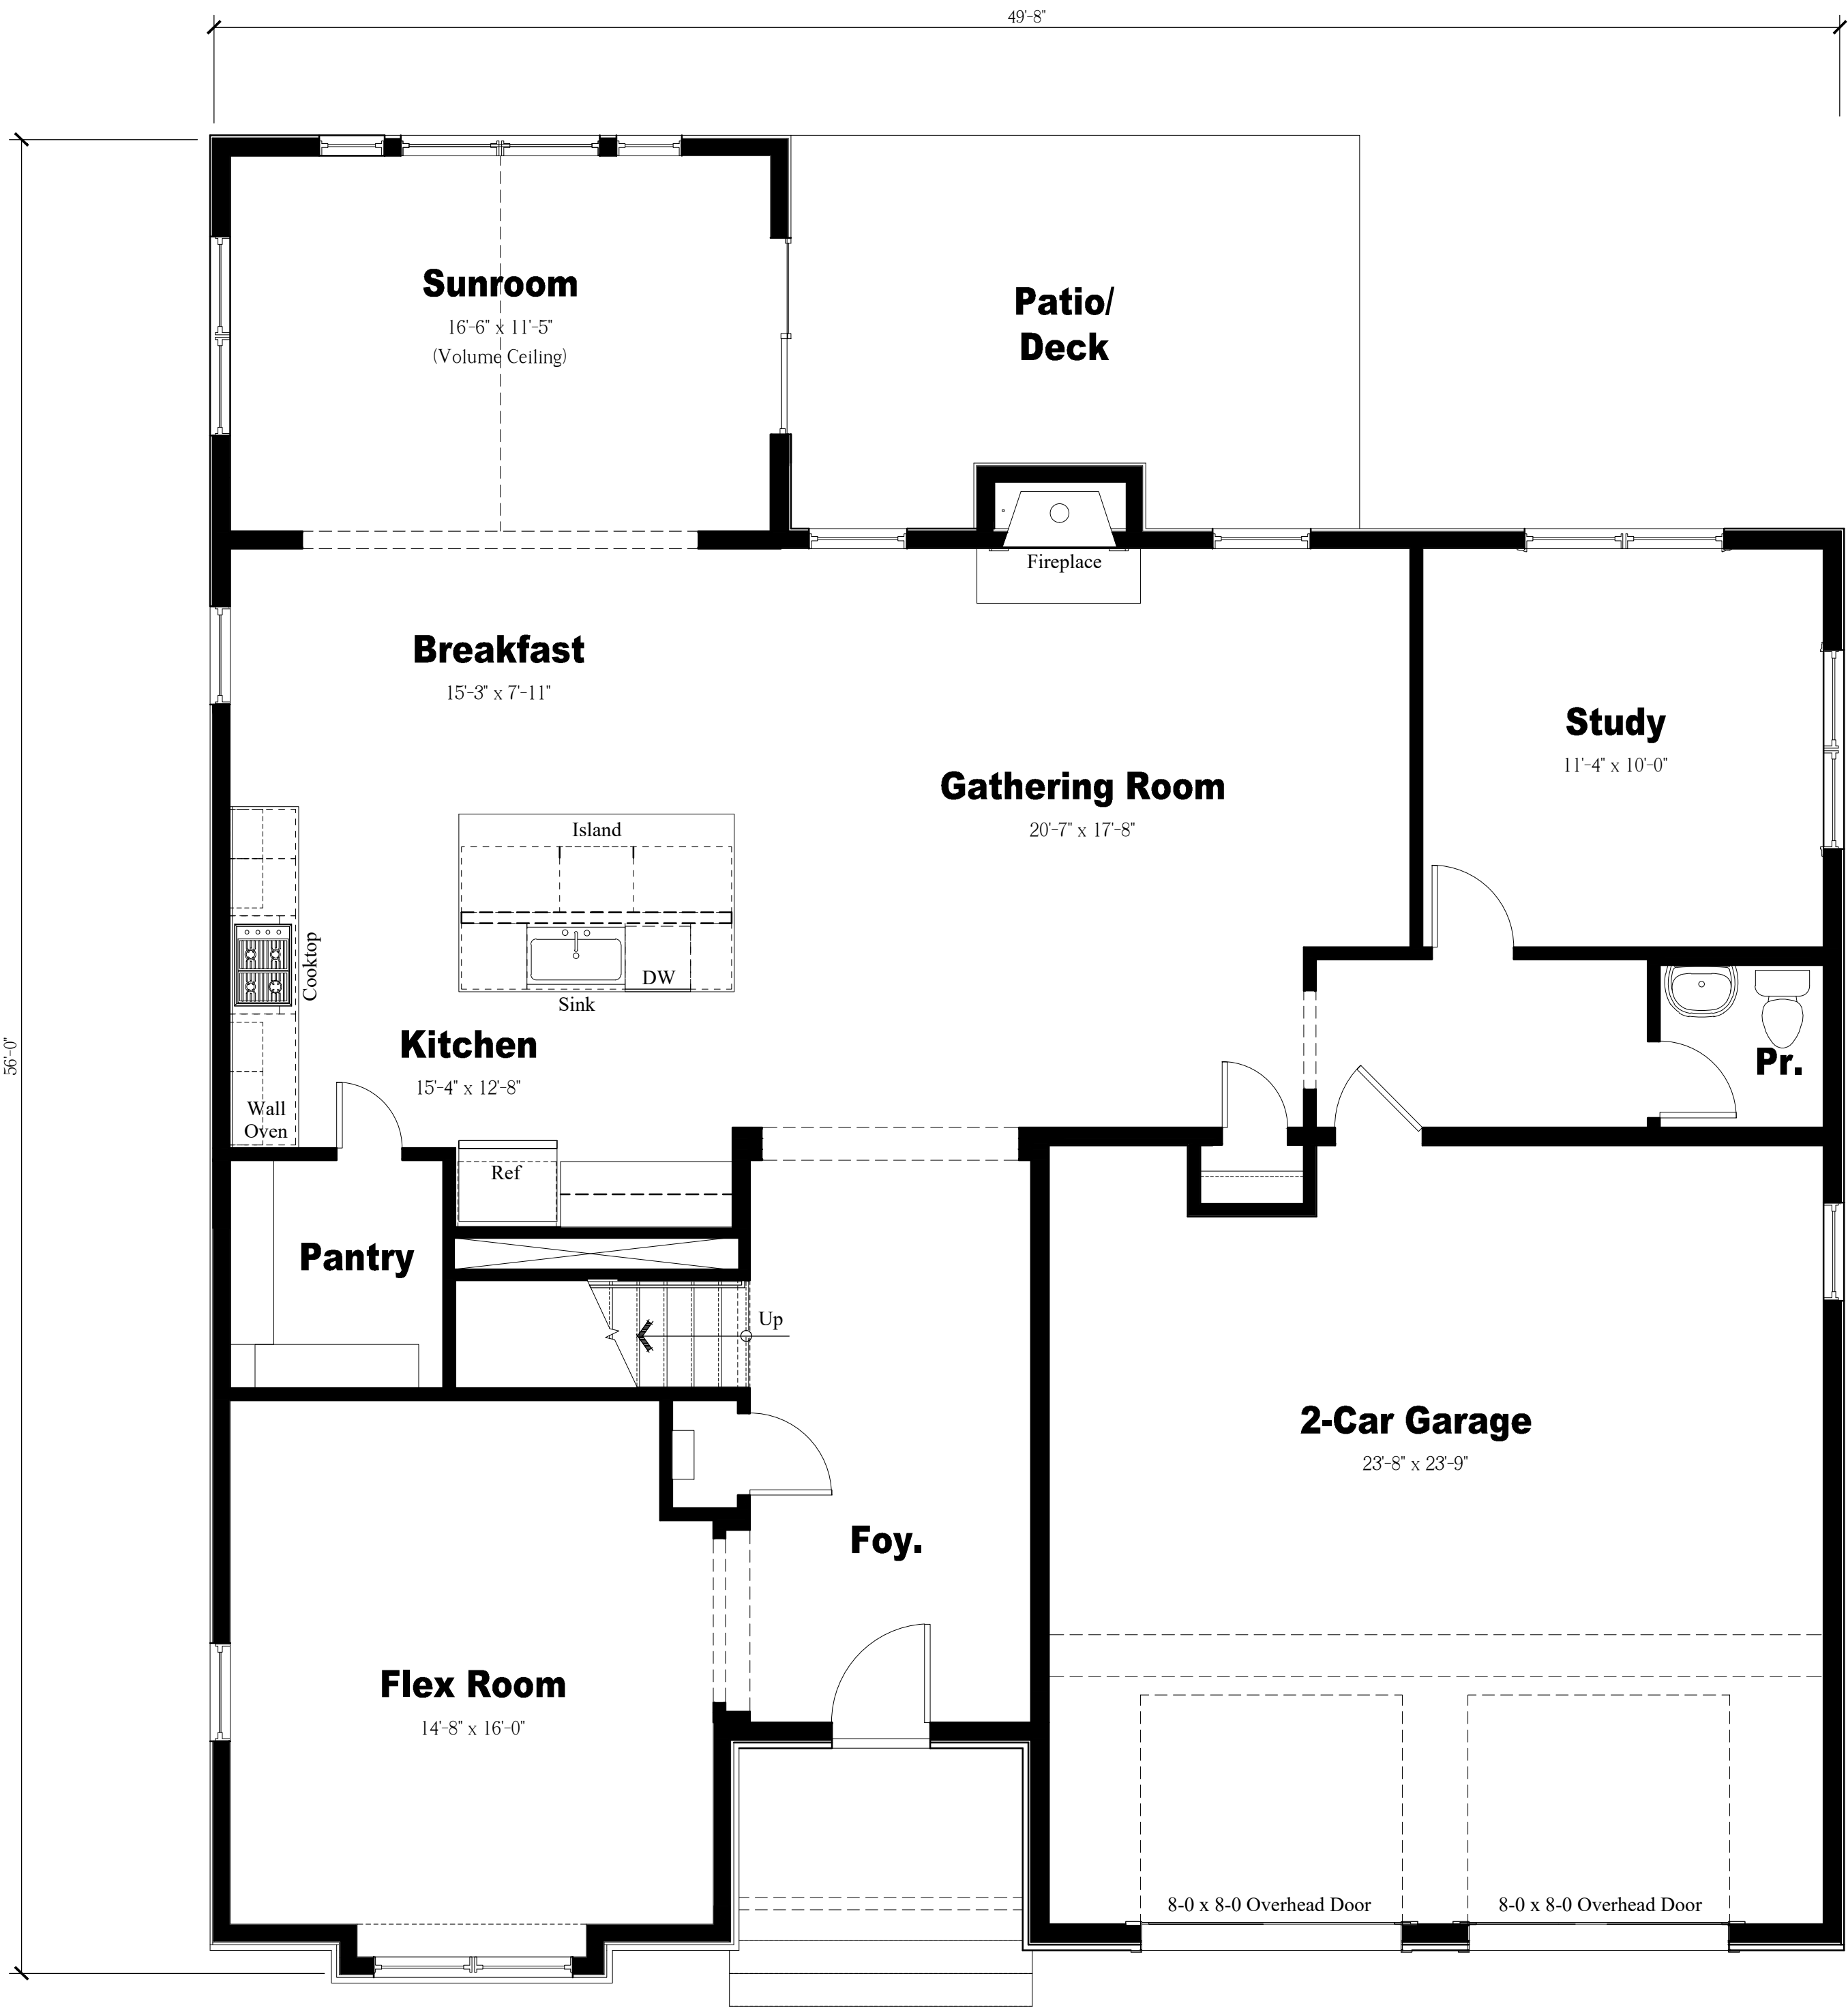 49'-8"
Sunroom
16'-6" x 11'-5"
(Volume Ceiling)
Patio/
Deck
Fireplace
Breakfast
15'-3" x 7'-11"
Study
11'-4" x 10'-0"
Gathering Room
20'-7" x 17'-8"
Island
Cooktop
DW
Sink
Kitchen
15'-4" x 12'-8"
56'-0"
Pr.
Wall
Oven
Ref
Pantry
Up
2-Car Garage
23'-8" x 23'-9"
Foy.
Flex Room
14'-8" x 16'-0"
8-0 x 8-0 Overhead Door
8-0 x 8-0 Overhead Door